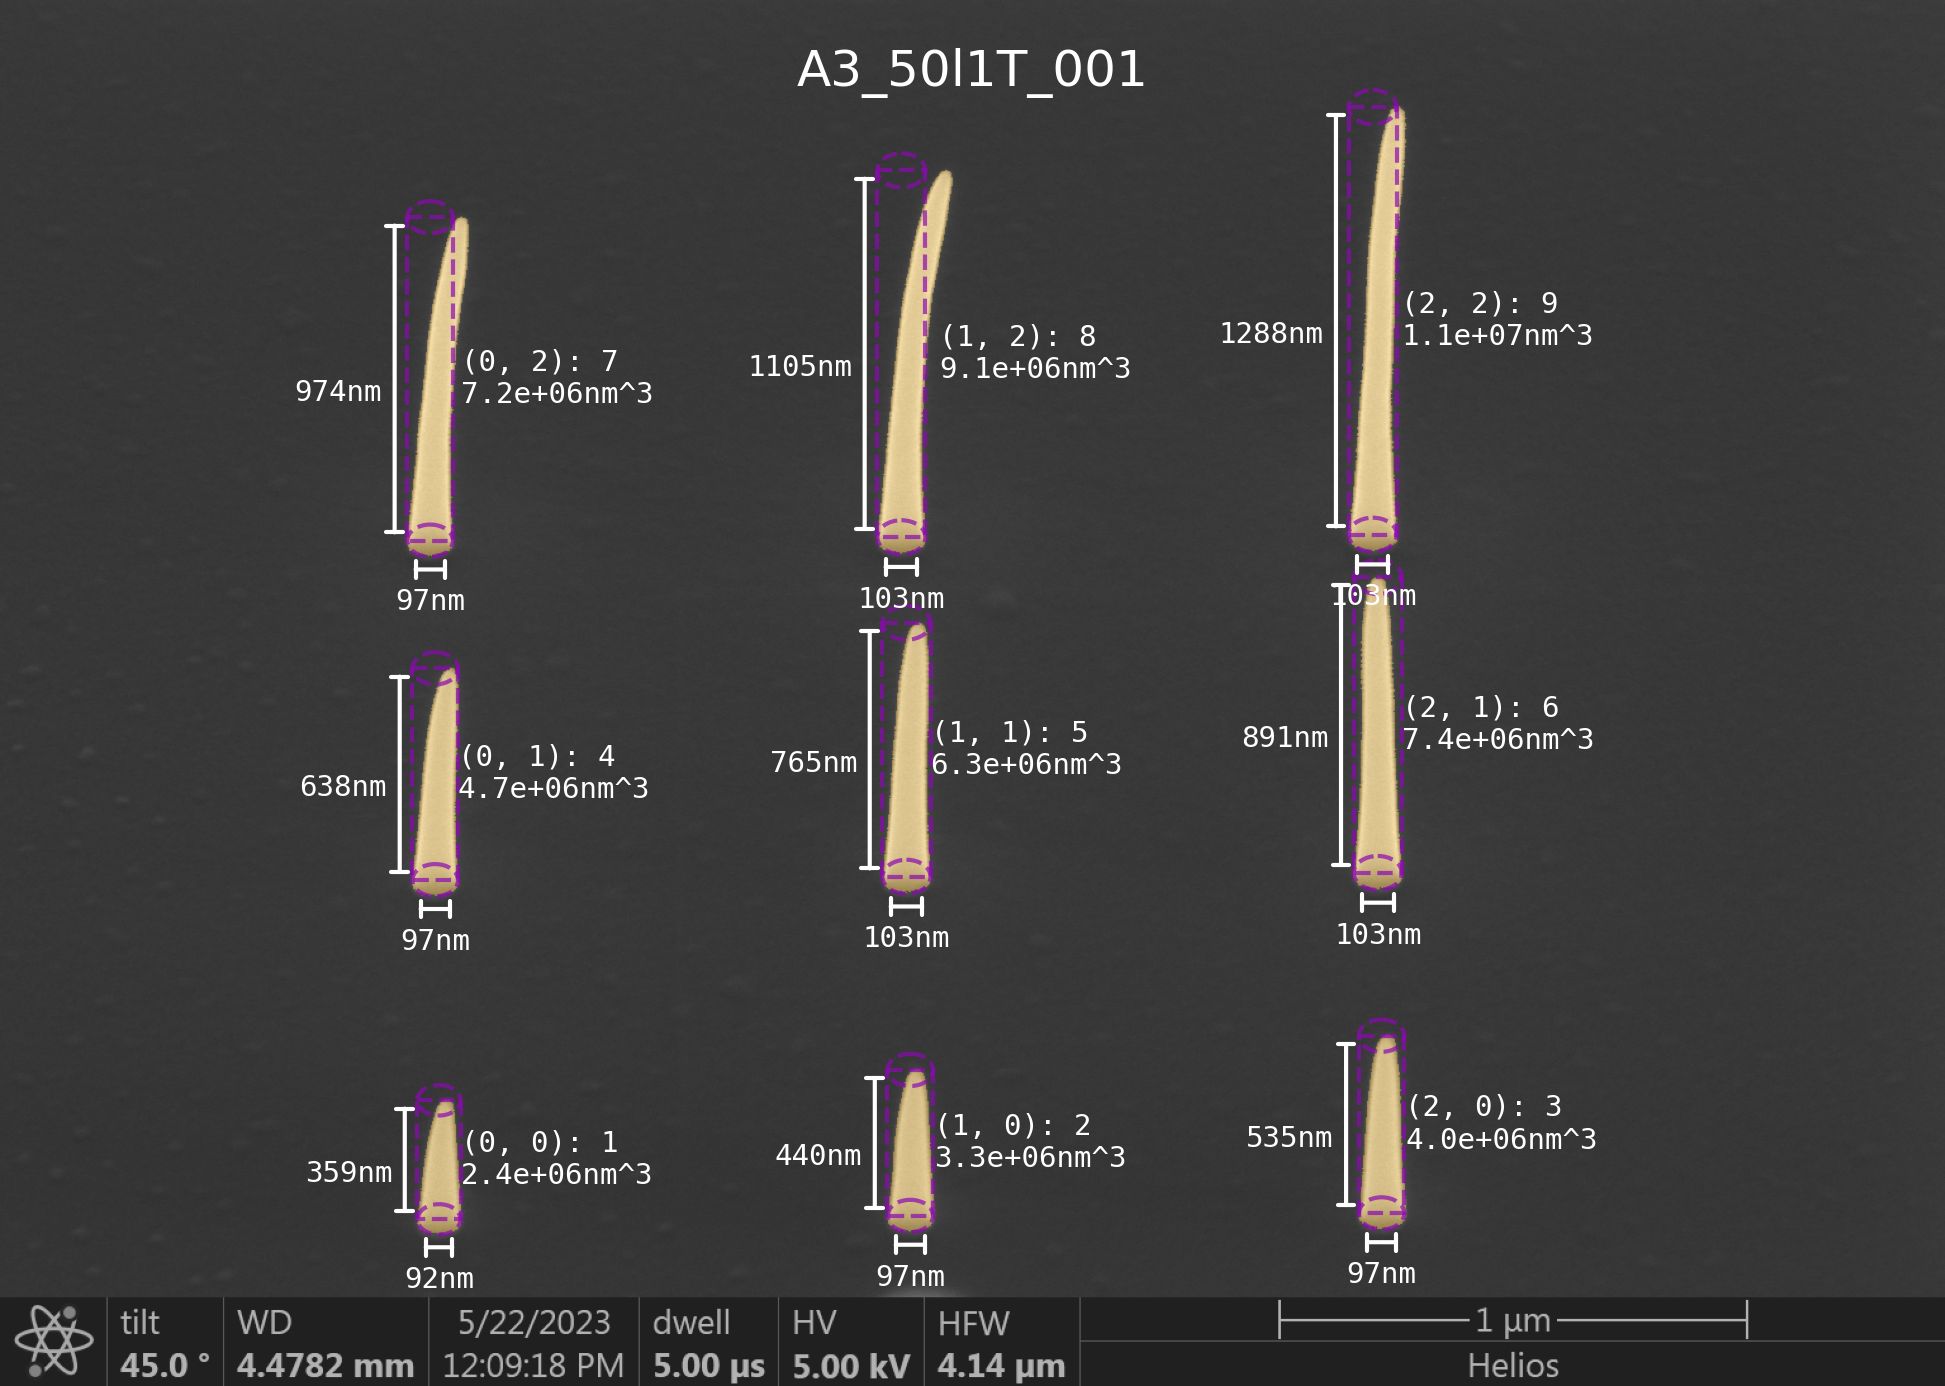 A3_50l1T_001
974nm
(0, 2): 7
7.2e+06nm^3
97nm
1105nm
(1, 2): 8
9.1e+06nm^3
103nm
1288nm
(2, 2): 9
1.1e+07nm^3
103nm
638nm
(0, 1): 4
4.7e+06nm^3
97nm
765nm
(1, 1): 5
6.3e+06nm^3
103nm
891nm
(2, 1): 6
7.4e+06nm^3
103nm
359nm
(0, 0): 1
2.4e+06nm^3
92nm
440nm
(1, 0): 2
3.3e+06nm^3
97nm
535nm
(2, 0): 3
4.0e+06nm^3
97nm
tilt
45.0 °
WD
4.4782 mm
5/22/2023
12:09:18 PM
dwell
5.00 µs
HV
5.00 kV
HFW
4.14 µm
1 µm
Helios